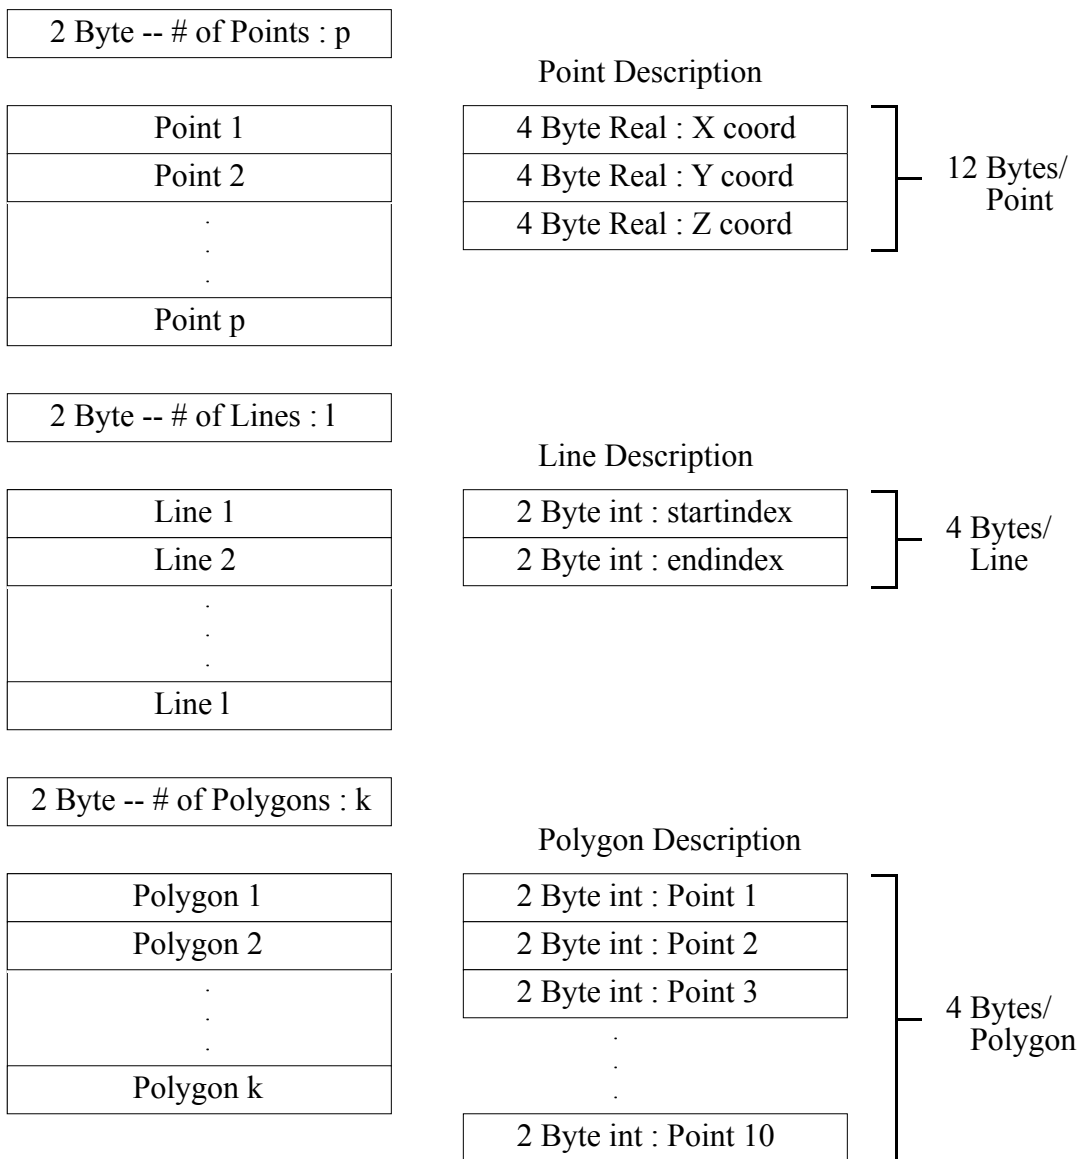 2 Byte -- # of Points : p
Point Description
Point 1
Point 2
.
.
.
Point p
4 Byte Real : X coord
4 Byte Real : Y coord
4 Byte Real : Z coord
12 Bytes/
Point
2 Byte -- # of Lines : l
Line Description
Line 1
Line 2
.
.
.
Line l
2 Byte int : startindex
2 Byte int : endindex
4 Bytes/
Line
2 Byte -- # of Polygons : k
Polygon Description
Polygon 1
Polygon 2
.
.
.
Polygon k
2 Byte int : Point 1
2 Byte int : Point 2
2 Byte int : Point 3
.
.
.
2 Byte int : Point 10
4 Bytes/
Polygon